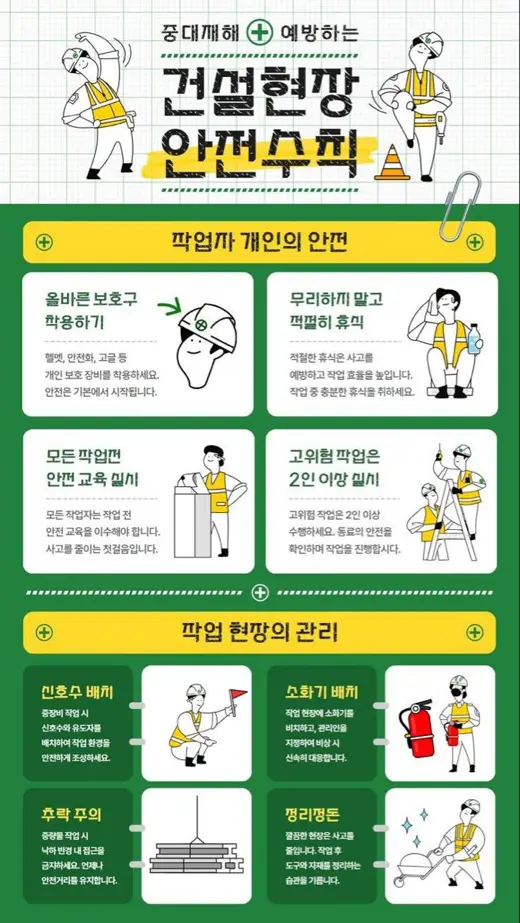 중대재해 예방하는
건설현장
안전수칙
작업자 개인의 안전
올바른 보호구
착용하기
헬멧, 안전화, 고글 등
개인 보호 장비를 착용하세요.
안전은 기본에서 시작됩니다.
무리하지 말고
적절히 휴식
적절한 휴식은 사고를
예방하고 작업 효율을 높입니다.
작업 중 충분한 휴식을 취하세요.
모든 작업전
안전 교육 실시
모든 작업자는 작업 전
안전 교육을 이수해야 합니다.
사고를 줄이는 첫걸음입니다.
고위험 작업은
2인 이상 실시
고위험 작업은 2인 이상
수행하세요. 동료의 안전을
확인하며 작업을 진행합시다.
작업 현장의 관리
신호수 배치
중장비 작업 시
신호수와 유도자를
배치하여 작업 환경을
안전하게 조성하세요.
소화기 배치
작업 현장에 소화기를
비치하고, 관리인을
지정하여 비상 시
신속히 대응합니다.
추락 주의
중량물 작업 시
낙하 반경 내 접근을
금지하세요. 언제나
안전거리를 유지합니다.
정리정돈
깔끔한 현장은 사고를
줄입니다. 작업 후
도구와 자재를 정리하는
습관을 기릅니다.